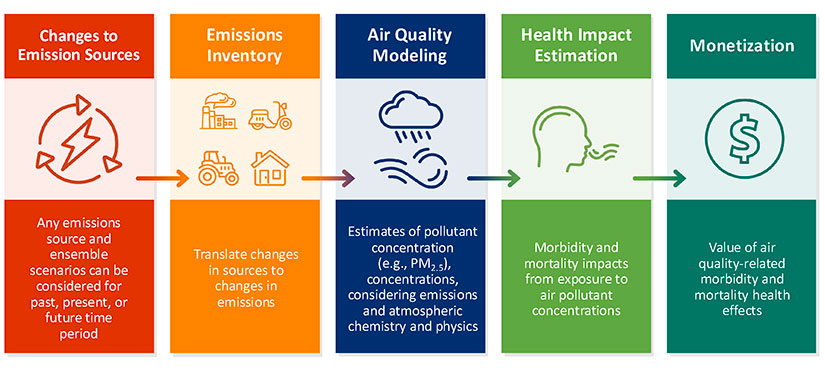 Changes to
Emission Sources
Any emissions
source and
ensemble
scenarios can be
considered for
past, present, or
future time
period
Emissions
Inventory
Translate changes
in sources to
changes in
emissions
Air Quality
Modeling
Estimates of pollutant
concentration
(e.g., PM2.5),
concentrations,
considering emissions
and atmospheric
chemistry and physics
Health Impact
Estimation
Morbidity and
mortality impacts
from exposure to
air pollutant
concentrations
Monetization
$
Value of air
quality-related
morbidity and
mortality health
effects